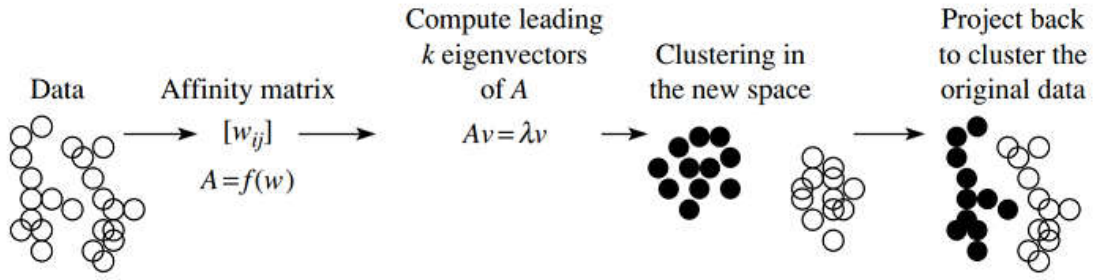 Data
Affinity matrix
[w_ij]
A = f(w)
Compute leading
k eigenvectors
of A
Av = λv
Clustering in
the new space
Project back
to cluster the
original data